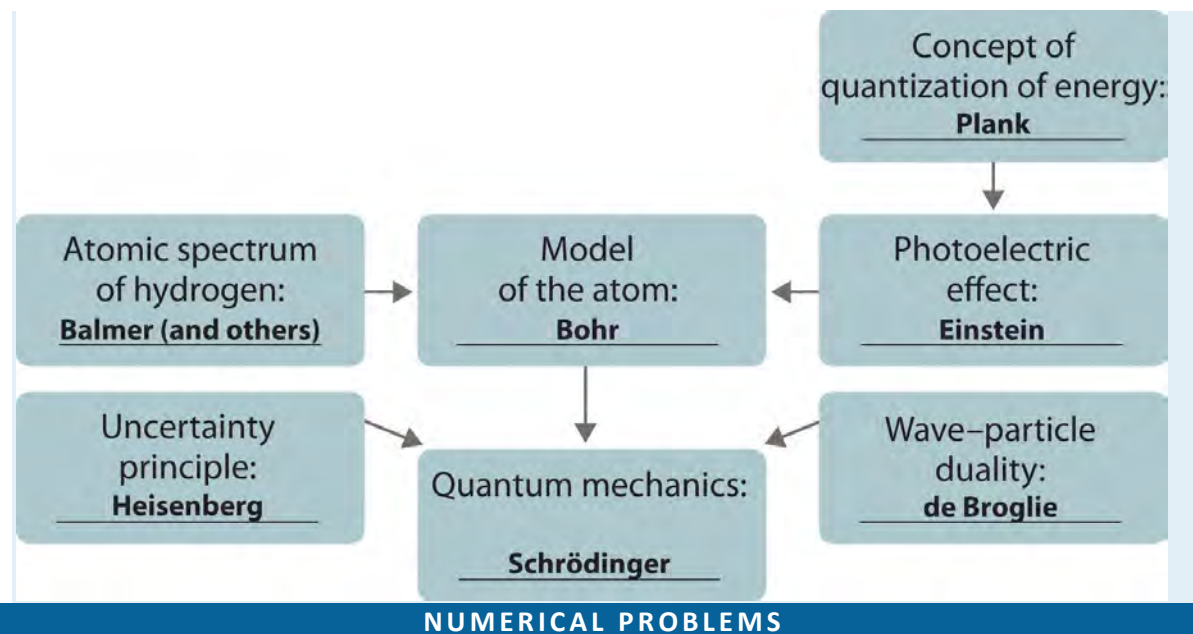 Concept of
quantization of energy:
Plank
Atomic spectrum
of hydrogen:
Balmer (and others)
Model
of the atom:
Bohr
Photoelectric
effect:
Einstein
Uncertainty
principle:
Heisenberg
Quantum mechanics:
Schrödinger
Wave–particle
duality:
de Broglie
NUMERICAL PROBLEMS